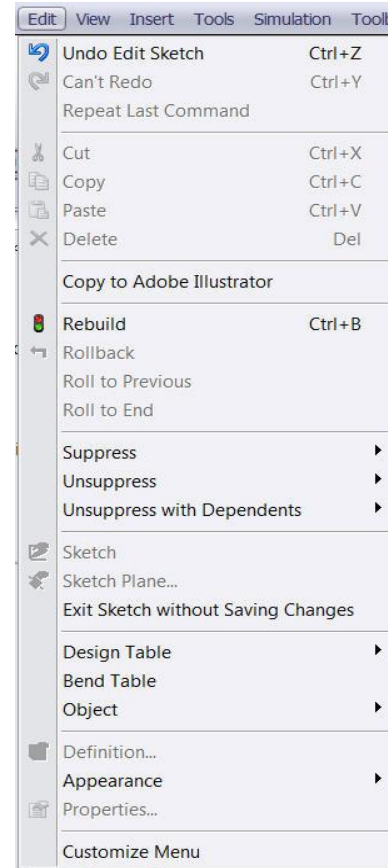 Edit View Insert Tools Simulation
Undo Edit Sketch Ctrl+Z
Can't Redo Ctrl+Y
Repeat Last Command
Cut Ctrl+X
Copy Ctrl+C
Paste Ctrl+V
Delete Del
Copy to Adobe Illustrator
Rebuild Ctrl+B
Rollback
Roll to Previous
Roll to End
Suppress
Unsuppress
Unsuppress with Dependents
Sketch
Sketch Plane...
Exit Sketch without Saving Changes
Design Table
Bend Table
Object
Definition...
Appearance
Properties...
Customize Menu